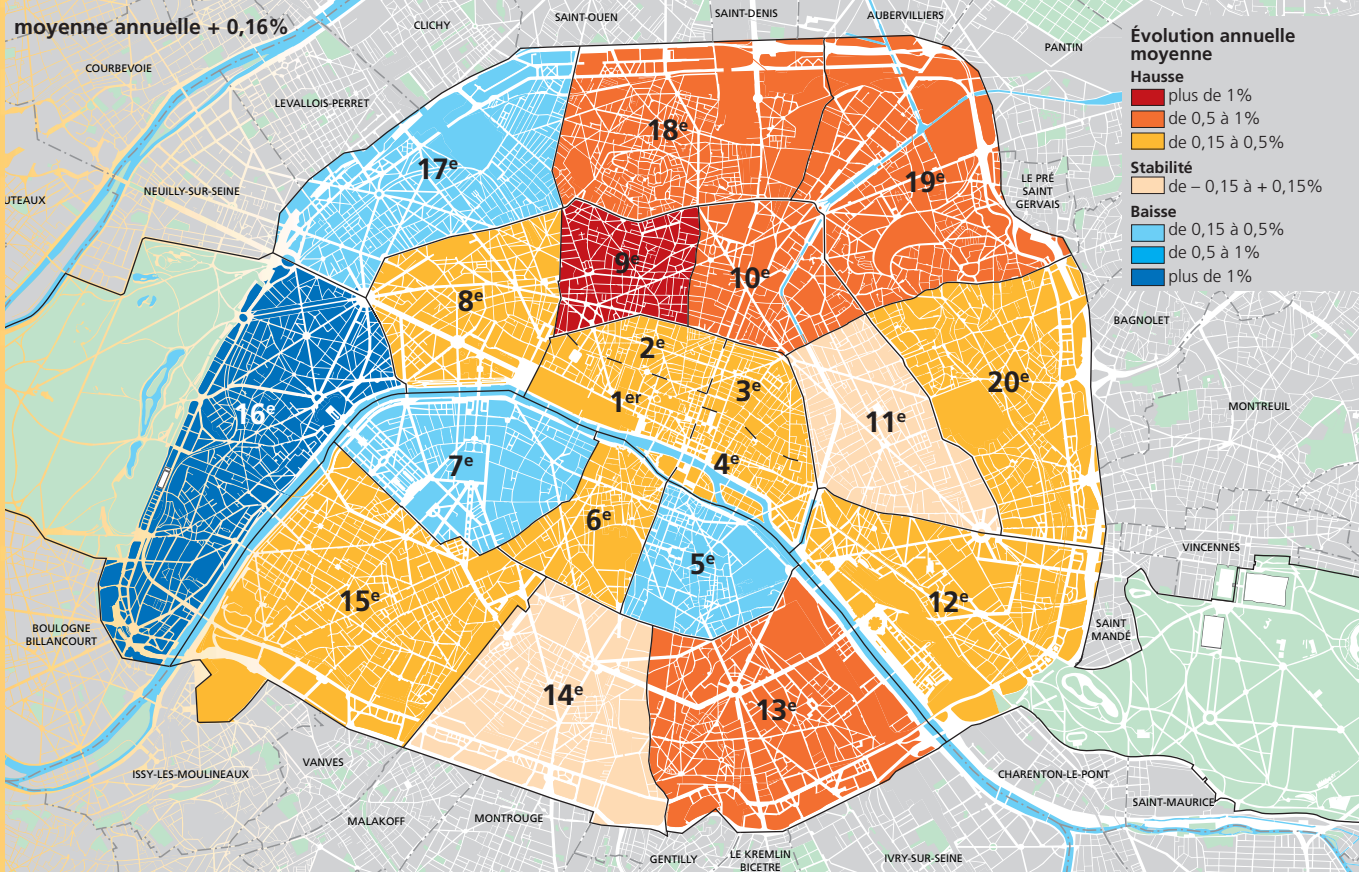 moyenne annuelle + 0,16%
CLICHY
SAINT-OUEN
SAINT-DENIS
AUBERVILLIERS
PANTIN
COURBEVOIE
LEVALLOIS-PERRET
NEUILLY-SUR-SEINE
UTEAUX
LE PRÉ
SAINT
GERVAIS
Évolution annuelle
moyenne
Hausse
plus de 1%
de 0,5 à 1%
de 0,15 à 0,5%
Stabilité
de – 0,15 à + 0,15%
Baisse
de 0,15 à 0,5%
de 0,5 à 1%
plus de 1%
17e
18e
19e
9e
10e
8e
2e
1er
3e
4e
11e
20e
16e
7e
6e
5e
15e
12e
14e
13e
BAGNOLET
MONTREUIL
VINCENNES
SAINT
MANDÉ
BOULOGNE
BILLANCOURT
ISSY-LES-MOULINEAUX
VANVES
MALAKOFF
MONTROUGE
GENTILLY
LE KREMLIN
BICETRE
IVRY-SUR-SEINE
CHARENTON-LE-PONT
SAINT-MAURICE